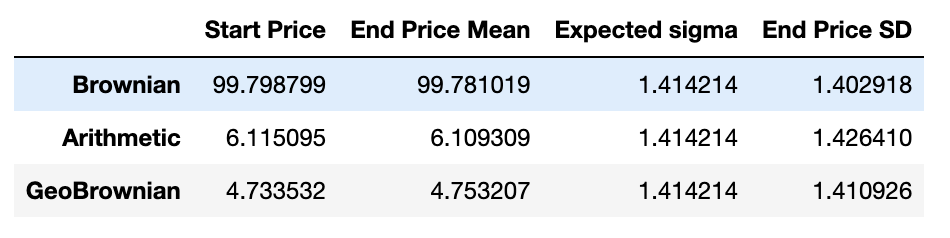 Start Price End Price Mean Expected sigma End Price SD
Brownian 99.798799 99.781019 1.414214 1.402918
Arithmetic 6.115095 6.109309 1.414214 1.426410
GeoBrownian 4.733532 4.753207 1.414214 1.410926